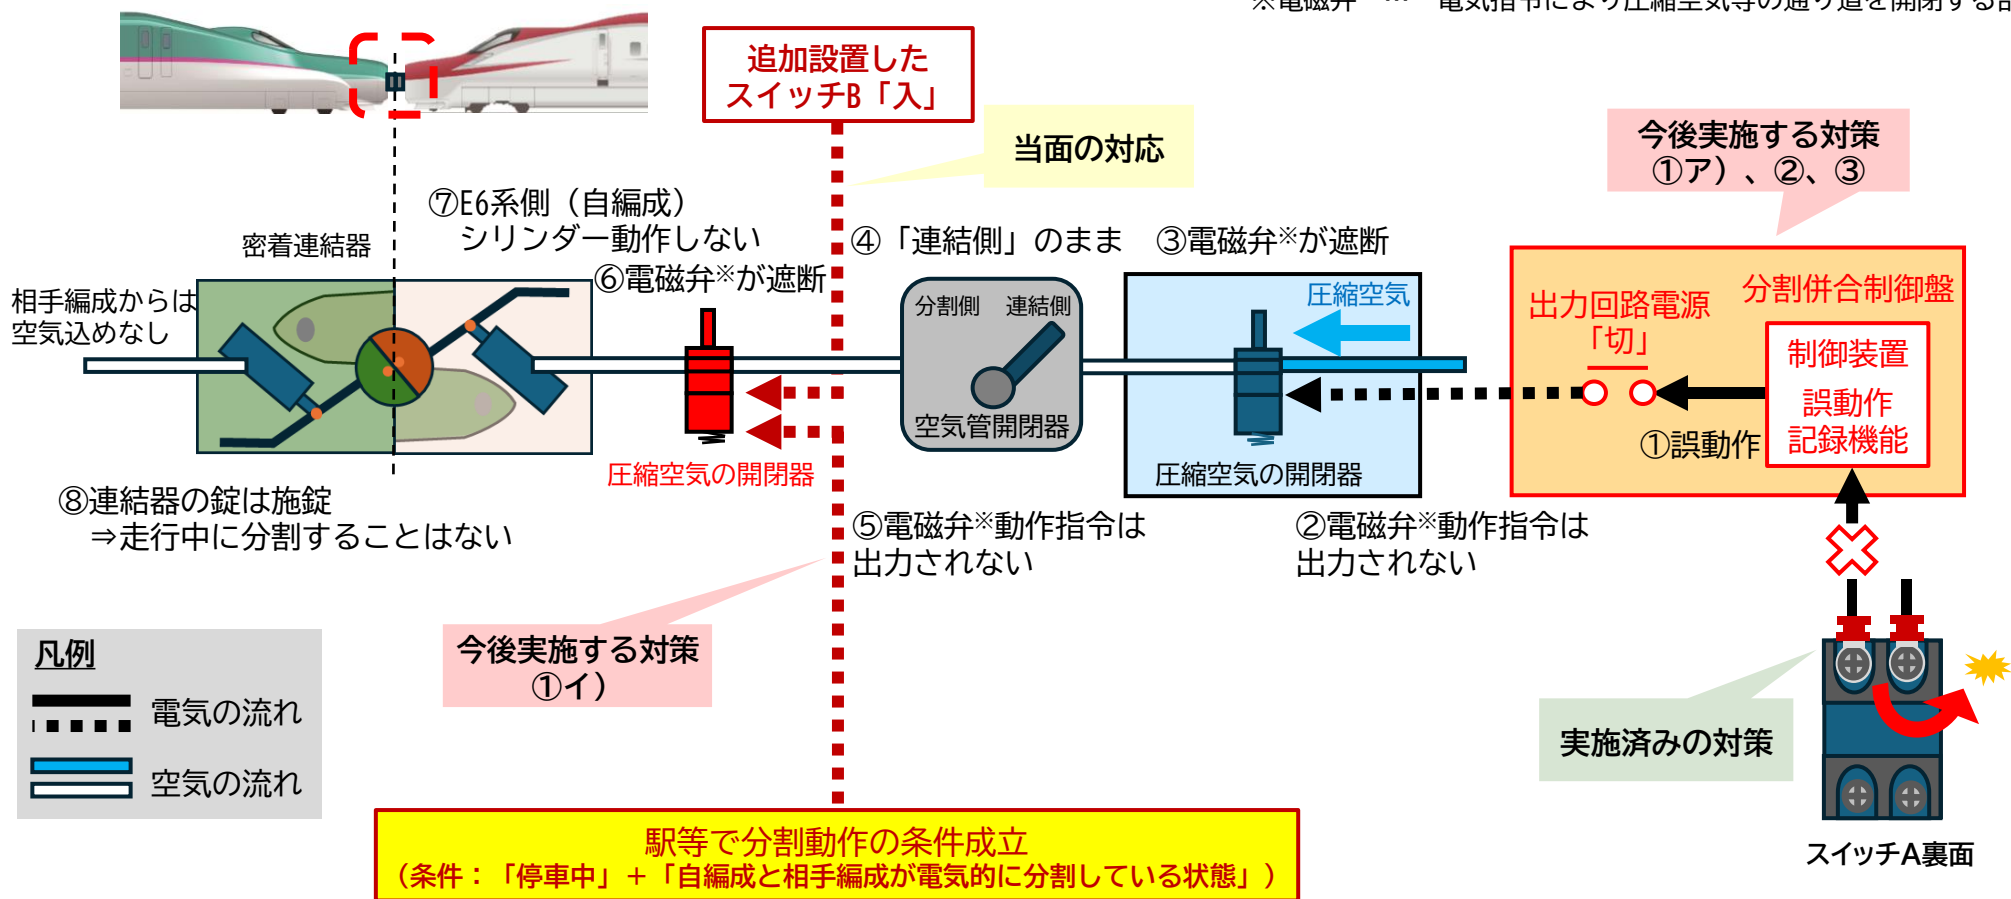 ※電磁弁 … 電気指令により圧縮空気等の通り道を開閉する
追加設置した
スイッチB「入」
当面の対応
今後実施する対策
①ア）、②、③
⑦E6系側（自編成）
シリンダー動作しない
密着連結器
④「連結側」のまま
③電磁弁※が遮断
⑥電磁弁※が遮断
相手編成からは
空気込めなし
分割側 連結側
空気管開閉器
圧縮空気
圧縮空気の開閉器
圧縮空気の開閉器
分割併合制御盤
出力回路電源
「切」
制御装置
誤動作
記録機能
①誤動作
⑧連結器の錠は施錠
⇒走行中に分割することはない
⑤電磁弁※動作指令は
出力されない
②電磁弁※動作指令は
出力されない
今後実施する対策
①イ）
凡例
電気の流れ
空気の流れ
実施済みの対策
スイッチA裏面
駅等で分割動作の条件成立
（条件：「停車中」＋「自編成と相手編成が電気的に分割している状態」）